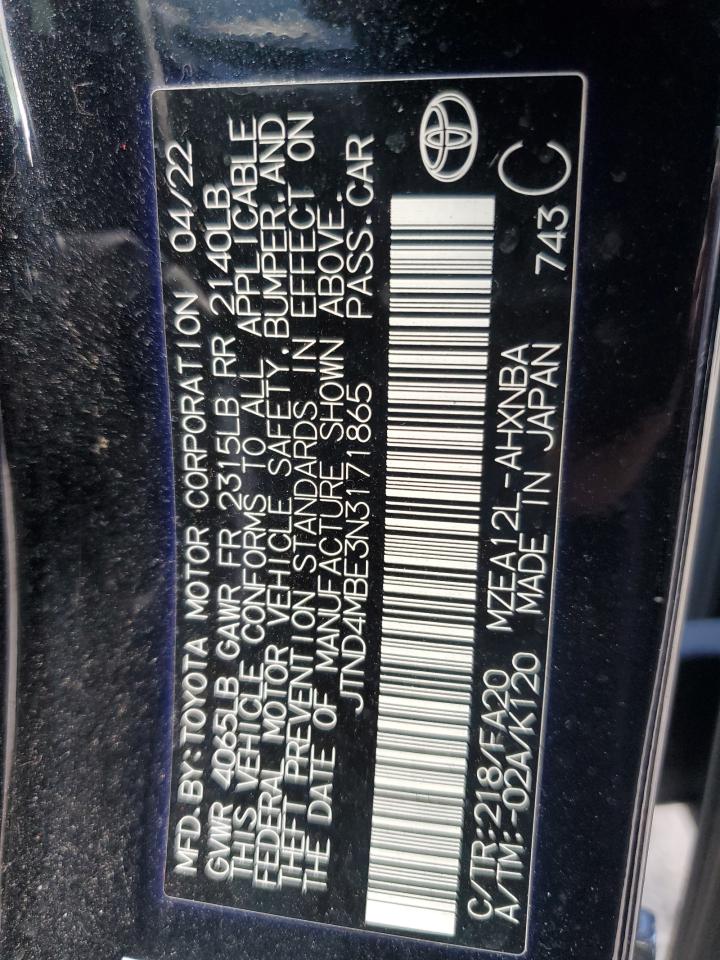 MFD. BY: TOYOTA MOTOR CORPORATION 04/22
GVWR 4065LB GAWR FR 2315LB RR 2140LB
THIS VEHICLE CONFORMS TO ALL APPLICABLE
FEDERAL MOTOR VEHICLE SAFETY, BUMPER, AND
THEFT PREVENTION STANDARDS IN EFFECT ON
THE DATE OF MANUFACTURE SHOWN ABOVE.
JTND4MBE3N3171865 PASS. CAR
C/TR: 218/FA20 MZEA12L-AHXNBA 743
A/TM: -02A/K120 MADE IN JAPAN C